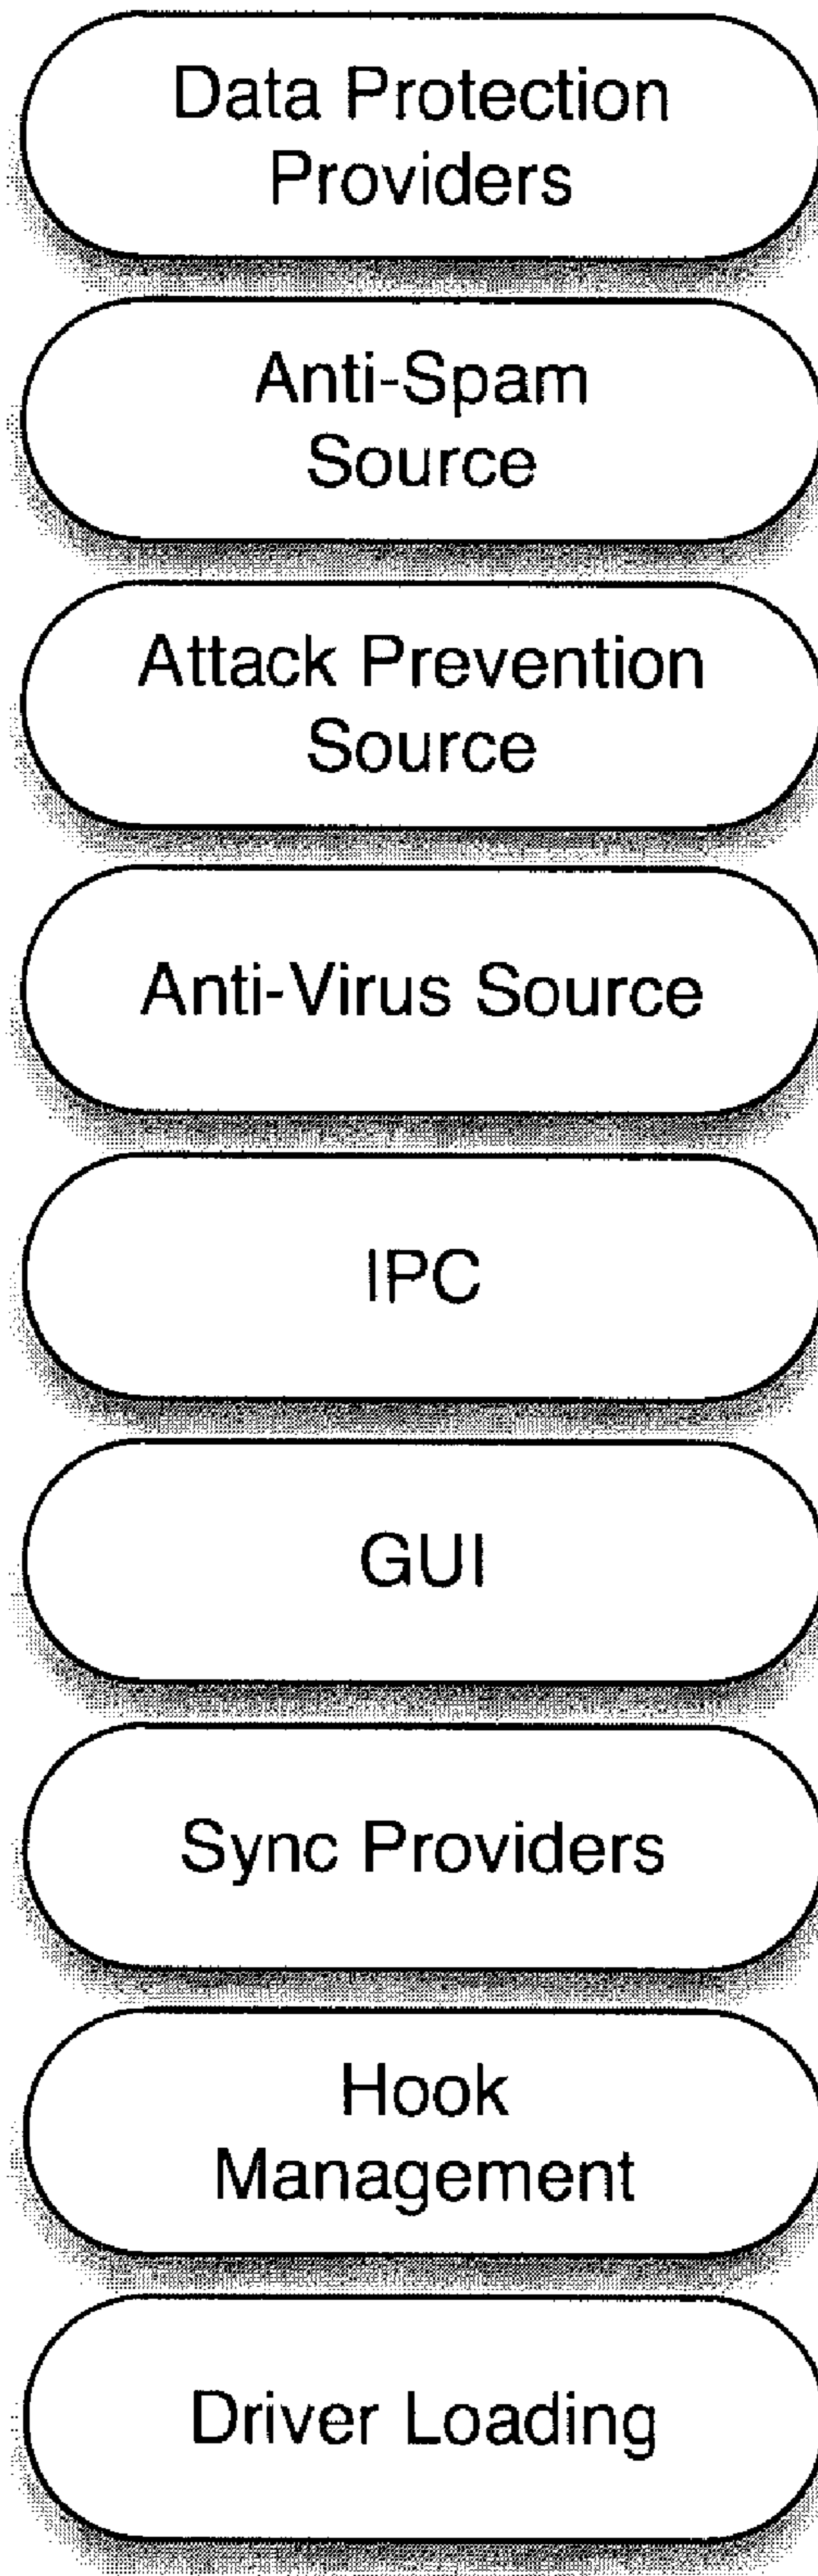 Data Protection
Providers
Anti-Spam
Source
Attack Prevention
Source
Anti-Virus Source
IPC
GUI
Sync Providers
Hook
Management
Driver Loading